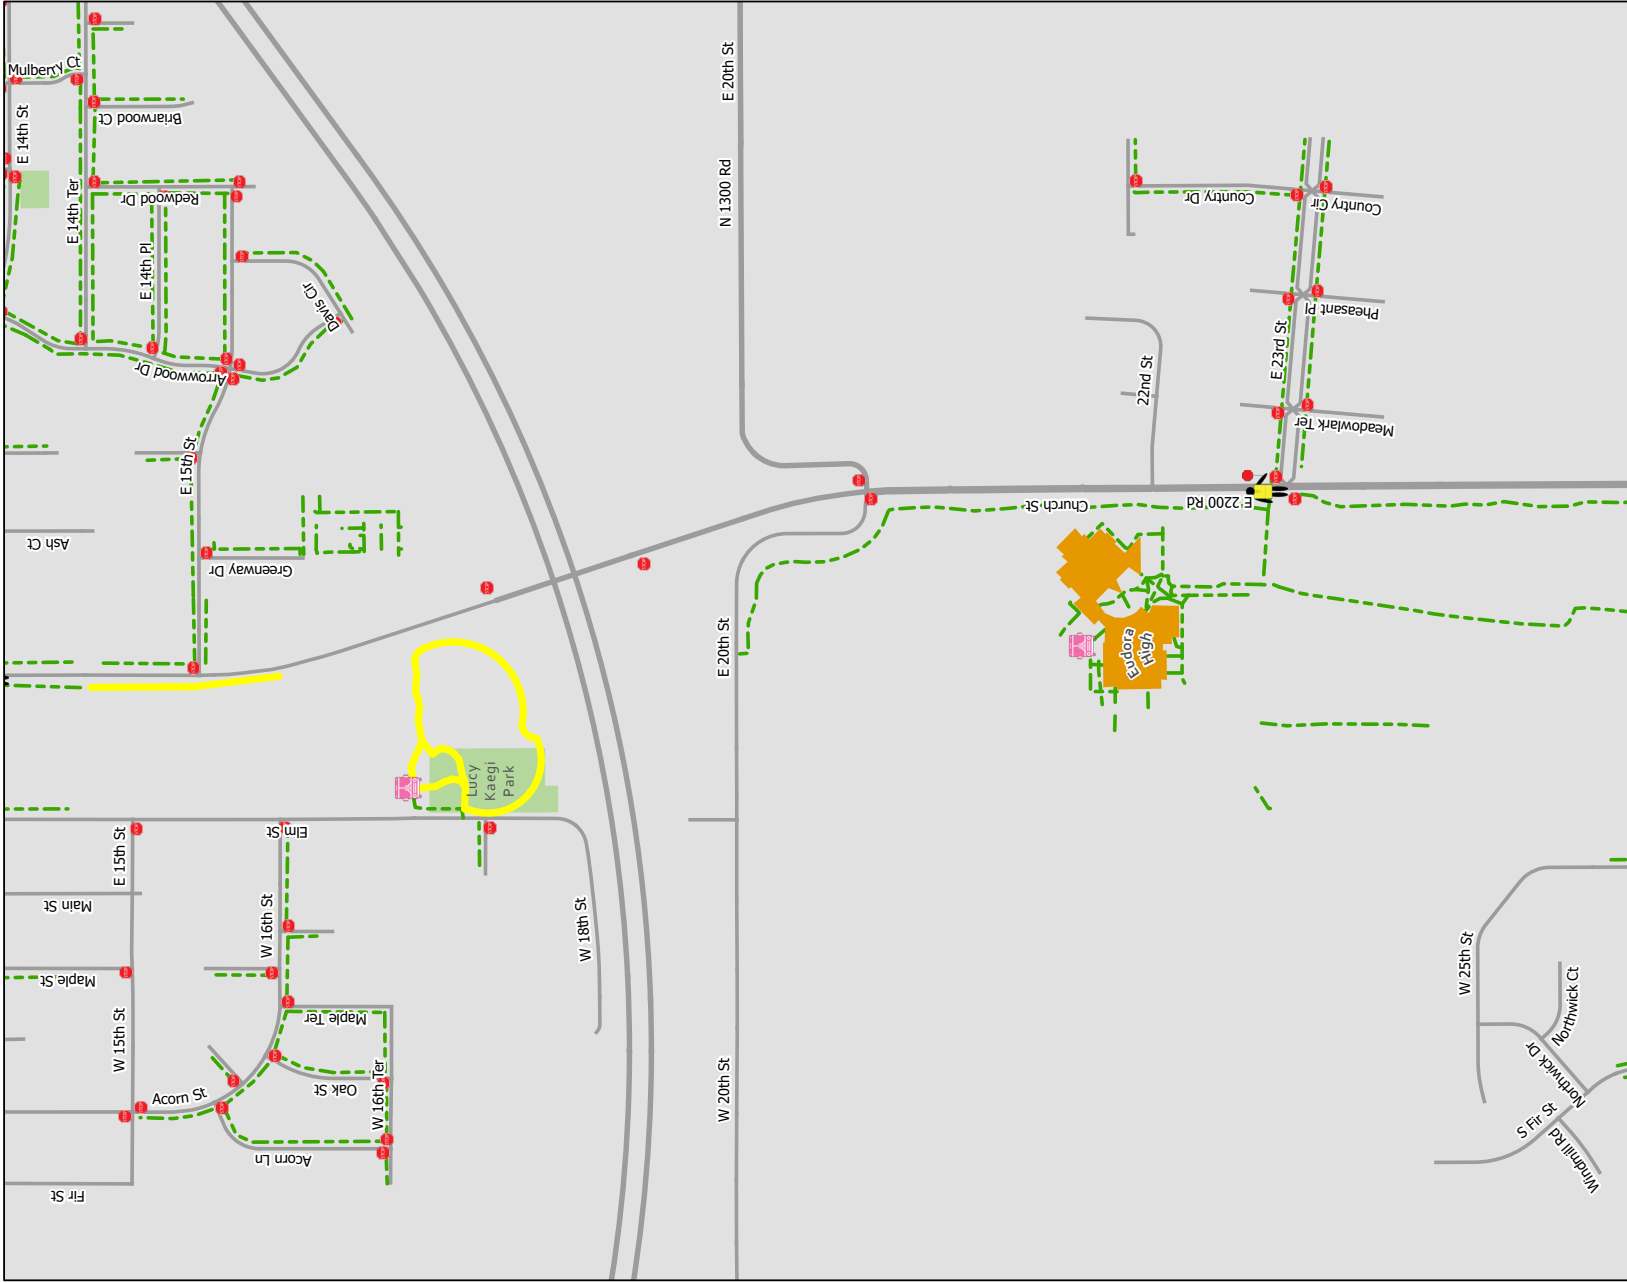 Mulberry Ct
E 14th St
Briarwood Ct
E 14th Ter
Redwood Dr
E 14th Pl
Davis Cir
Arrowwood Dr
E 15th St
Ash Ct
Greenway Dr
E 20th St
N 1300 Rd
Country Dr
Country Cir
Pheasant Pl
E 23rd St
22nd St
Meadowlark Ter
Church St
E 2200 Rd
E 20th St
Eudora
High
Lucy
Kaegi
Park
E 15th St
Elm St
Main St
W 16th St
W 18th St
Maple St
W 15th St
Maple Ter
Oak St
W 16th Ter
Acorn St
Acorn Ln
Fir St
W 20th St
W 25th St
Northwick Ct
Northwick Dr
S Fir St
Windmill Rd